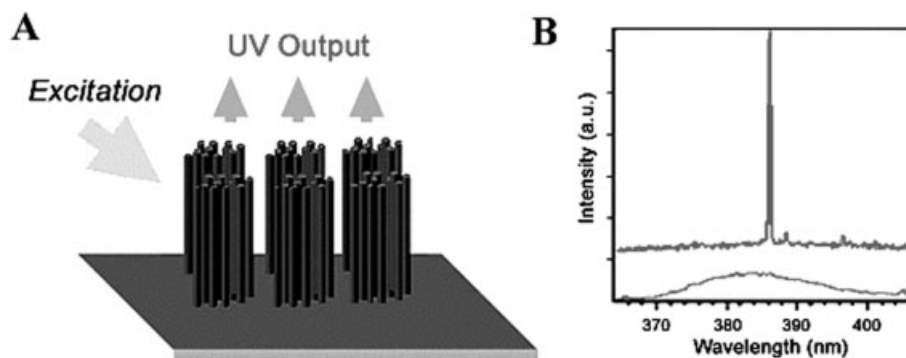 A
UV Output
Excitation
B
Intensity (a.u.)
370 380 390 400
Wavelength (nm)